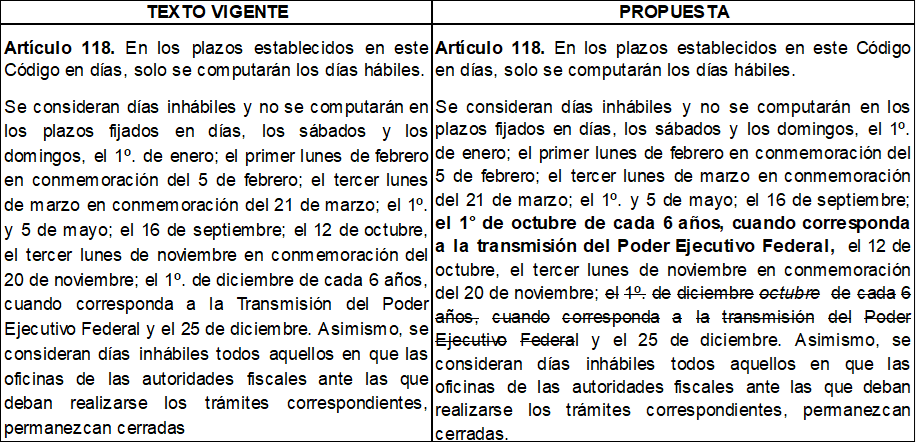 TEXTO VIGENTE
Artículo 118. En los plazos establecidos en este
Código en días, solo se computarán los días hábiles.
Se consideran días inhábiles y no se computarán en
los plazos fijados en días, los sábados y los
domingos, el 1º. de enero; el primer lunes de febrero
en conmemoración del 5 de febrero; el tercer lunes
de marzo en conmemoración del 21 de marzo; el 1º.
y 5 de mayo; el 16 de septiembre; el 12 de octubre,
el tercer lunes de noviembre en conmemoración del
20 de noviembre; el 1º. de diciembre de cada 6 años,
cuando corresponda a la Transmisión del Poder
Ejecutivo Federal y el 25 de diciembre. Asimismo, se
consideran días inhábiles todos aquellos en que las
oficinas de las autoridades fiscales ante las que
deban realizarse los trámites correspondientes,
permanezcan cerradas
PROPUESTA
Artículo 118. En los plazos establecidos en este Código
en días, solo se computarán los días hábiles.
Se consideran días inhábiles y no se computarán en los
plazos fijados en días, los sábados y los domingos, el 1º.
de enero; el primer lunes de febrero en conmemoración del
5 de febrero; el tercer lunes de marzo en conmemoración
del 21 de marzo; el 1º. y 5 de mayo; el 16 de septiembre;
el 1° de octubre de cada 6 años, cuando corresponda
a la transmisión del Poder Ejecutivo Federal, el 12 de
octubre, el tercer lunes de noviembre en conmemoración
del 20 de noviembre; el 1º. de diciembre octubre de cada 6
años, cuando corresponda a la transmisión del Poder
Ejecutivo Federal y el 25 de diciembre. Asimismo, se
consideran días inhábiles todos aquellos en que las
oficinas de las autoridades fiscales ante las que deban
realizarse los trámites correspondientes, permanezcan
cerradas.